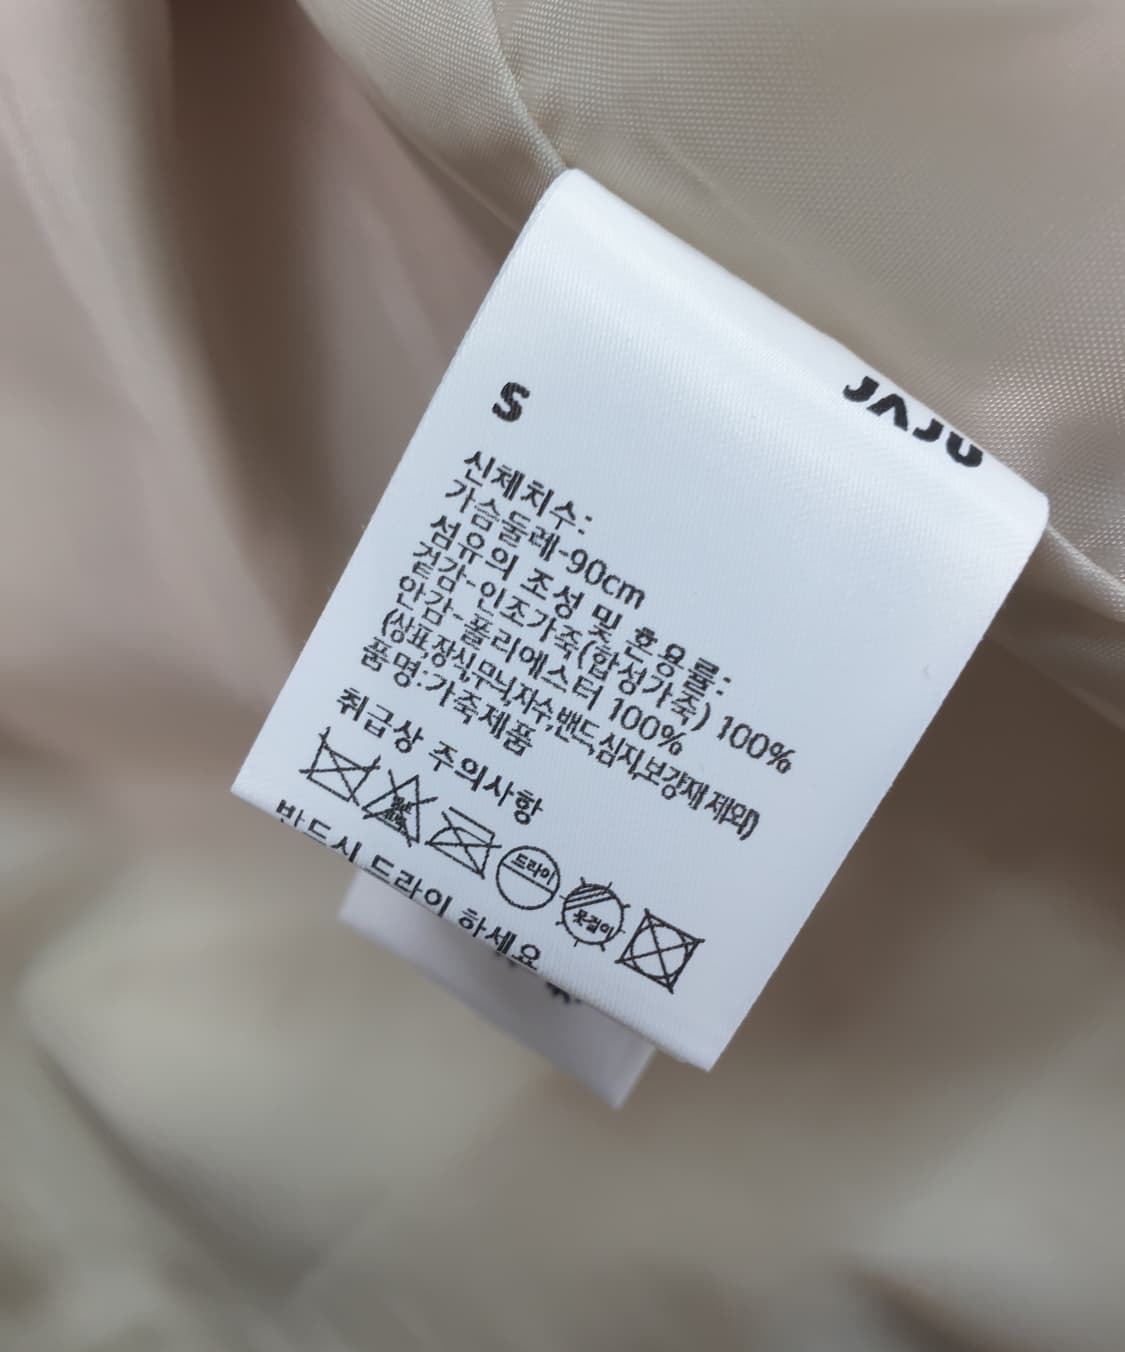 JAJU
S
신체치수:
가슴둘레-90cm
섬유의 조성 및 혼용률:
겉감-인조가죽(합성가죽) 100%
안감-폴리에스터 100%
(상표,장식,무늬,자수,밴드,심지,보강재 제외)
품명:가죽제품
취급상 주의사항
드라이
옷걸이
반드시 드라이 하세요